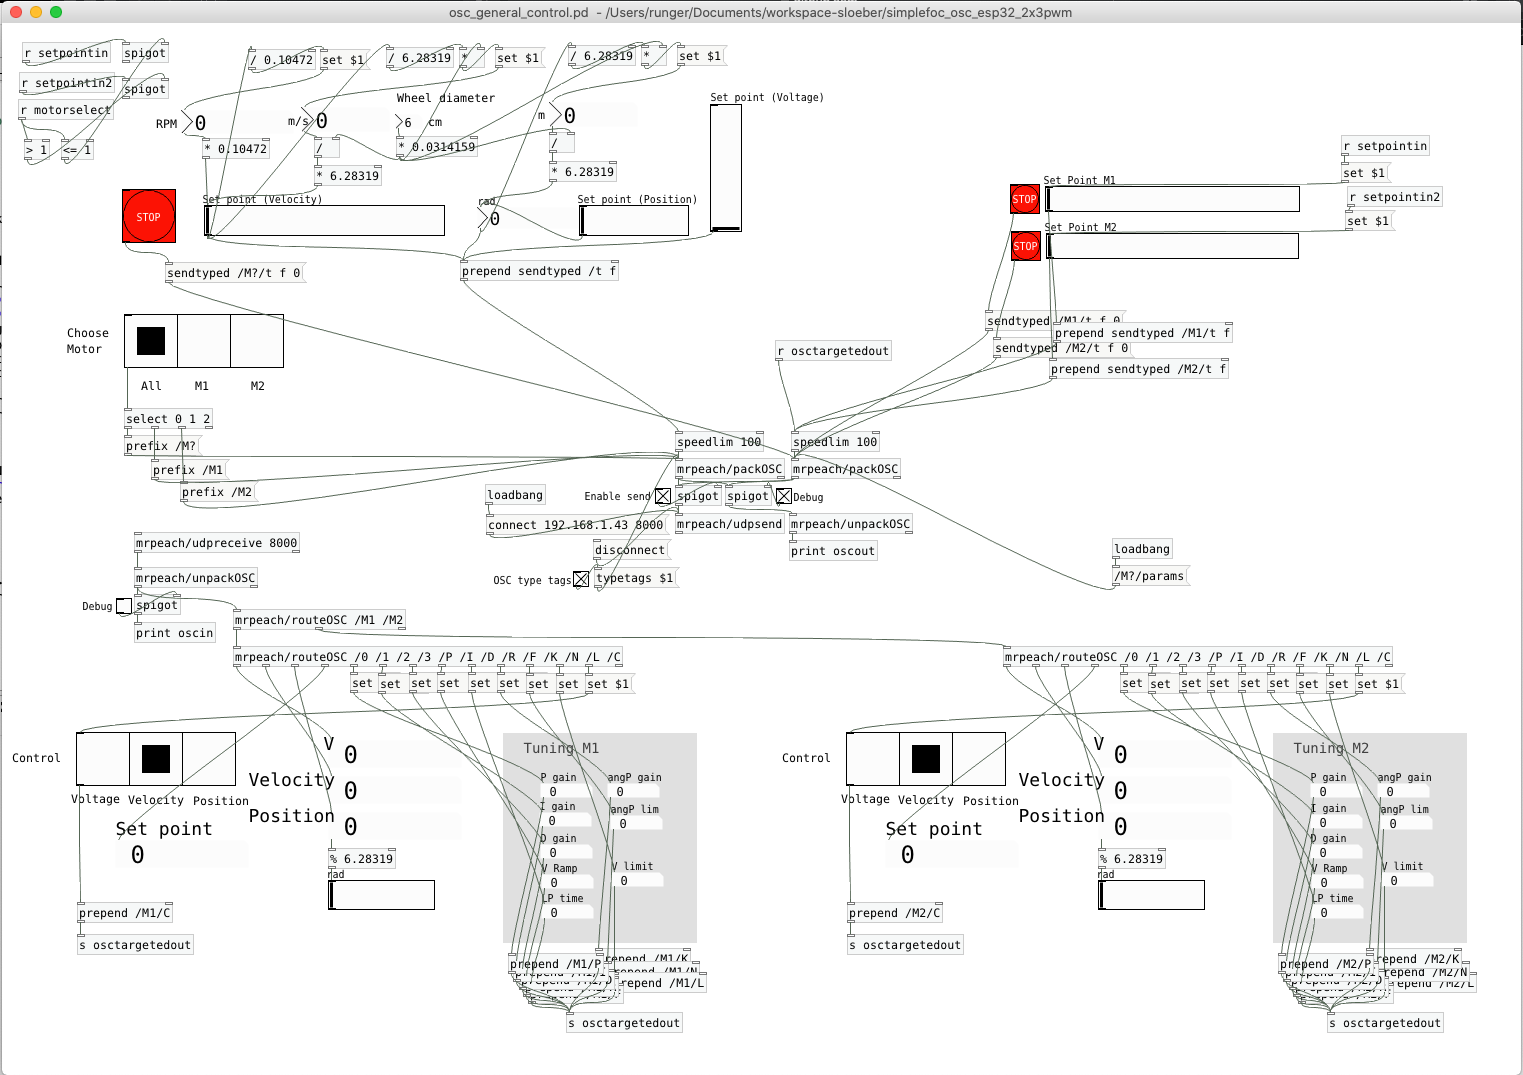 osc_general_control.pd - /Users/runger/Documents/workspace-sloeber/simplefoc_osc_esp32_2x3pwm
r setpointin
spigot
r setpointin2
spigot
r motorselect
> 1
<= 1
/ 0.10472
set $1
/ 6.28319
*
set $1
/ 6.28319
*
set $1
RPM
0
m/s
0
Wheel diameter
6
cm
m
0
* 0.10472
/
* 6.28319
* 0.0314159
/
* 6.28319
Set point (Voltage)
STOP
Set point (Velocity)
rad
0
Set point (Position)
sendtyped /M?/t f 0
prepend sendtyped /t f
r setpointin
set $1
r setpointin2
set $1
STOP
Set Point M1
STOP
Set Point M2
sendtyped /M1/t f 0
prepend sendtyped /M1/t f
sendtyped /M2/t f 0
prepend sendtyped /M2/t f
Choose
Motor
All
M1
M2
select 0 1 2
prefix /M?
prefix /M1
prefix /M2
r osctargetedout
speedlim 100
speedlim 100
mrpeach/packOSC
mrpeach/packOSC
loadbang
Enable send
spigot
spigot
Debug
connect 192.168.1.43 8000
mrpeach/udpsend
mrpeach/unpackOSC
disconnect
print oscout
OSC type tags
typetags $1
loadbang
/M?/params
mrpeach/udpreceive 8000
mrpeach/unpackOSC
Debug
spigot
print oscin
mrpeach/routeOSC /M1 /M2
mrpeach/routeOSC /0 /1 /2 /3 /P /I /D /R /F /K /N /L /C
set
set
set
set
set
set
set
set
set $1
Control
Voltage
Velocity
Position
Set point
0
V
0
Velocity
0
Position
0
% 6.28319
rad
Tuning M1
P gain
0
angP gain
0
I gain
0
angP lim
0
D gain
0
V Ramp
0
V limit
0
LP time
0
prepend /M1/C
s osctargetedout
prepend /M1/P
repend /M1/K
repend /M1/N
repend /M1/L
s osctargetedout
mrpeach/routeOSC /0 /1 /2 /3 /P /I /D /R /F /K /N /L /C
set
set
set
set
set
set
set
set
set $1
Control
Voltage
Velocity
Position
Set point
0
V
0
Velocity
0
Position
0
% 6.28319
rad
Tuning M2
P gain
0
angP gain
0
I gain
0
angP lim
0
D gain
0
V Ramp
0
V limit
0
LP time
0
prepend /M2/C
s osctargetedout
prepend /M2/P
repend /M2/K
repend /M2/N
repend /M2/L
s osctargetedout